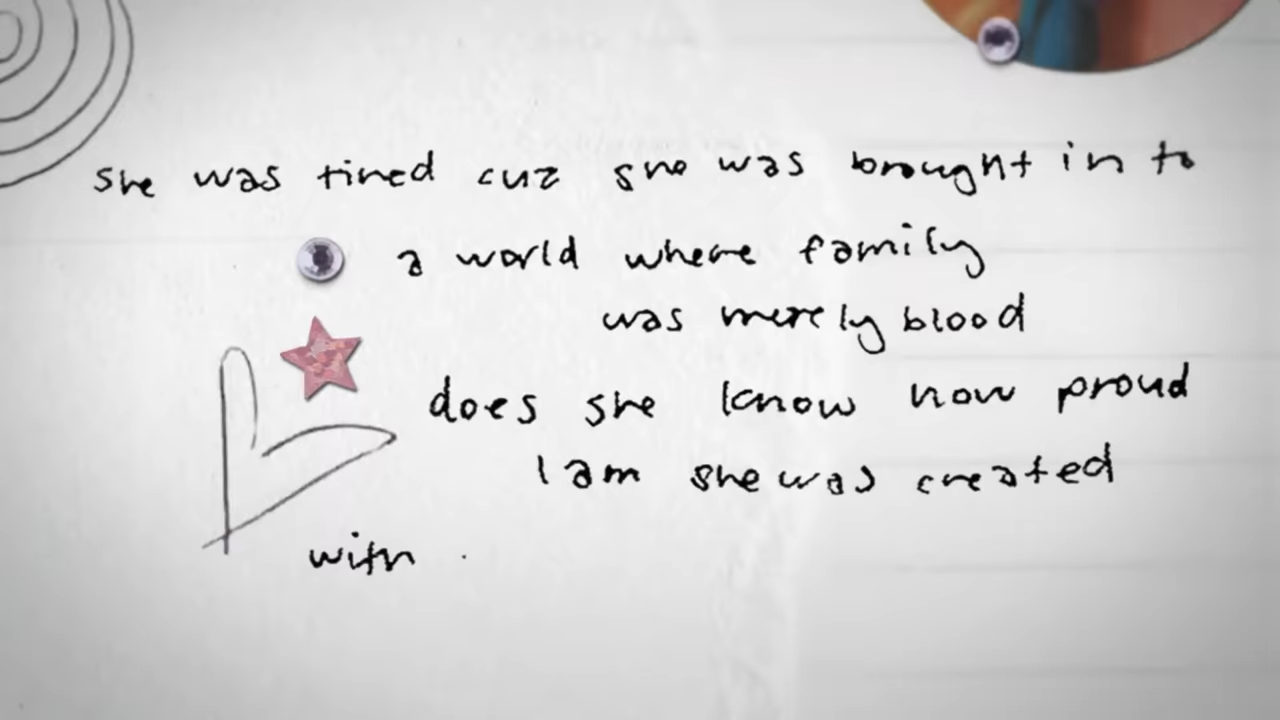 she was tired cuz she was brought in to
a world where family
was merely blood
does she know how proud
I am she was created
with